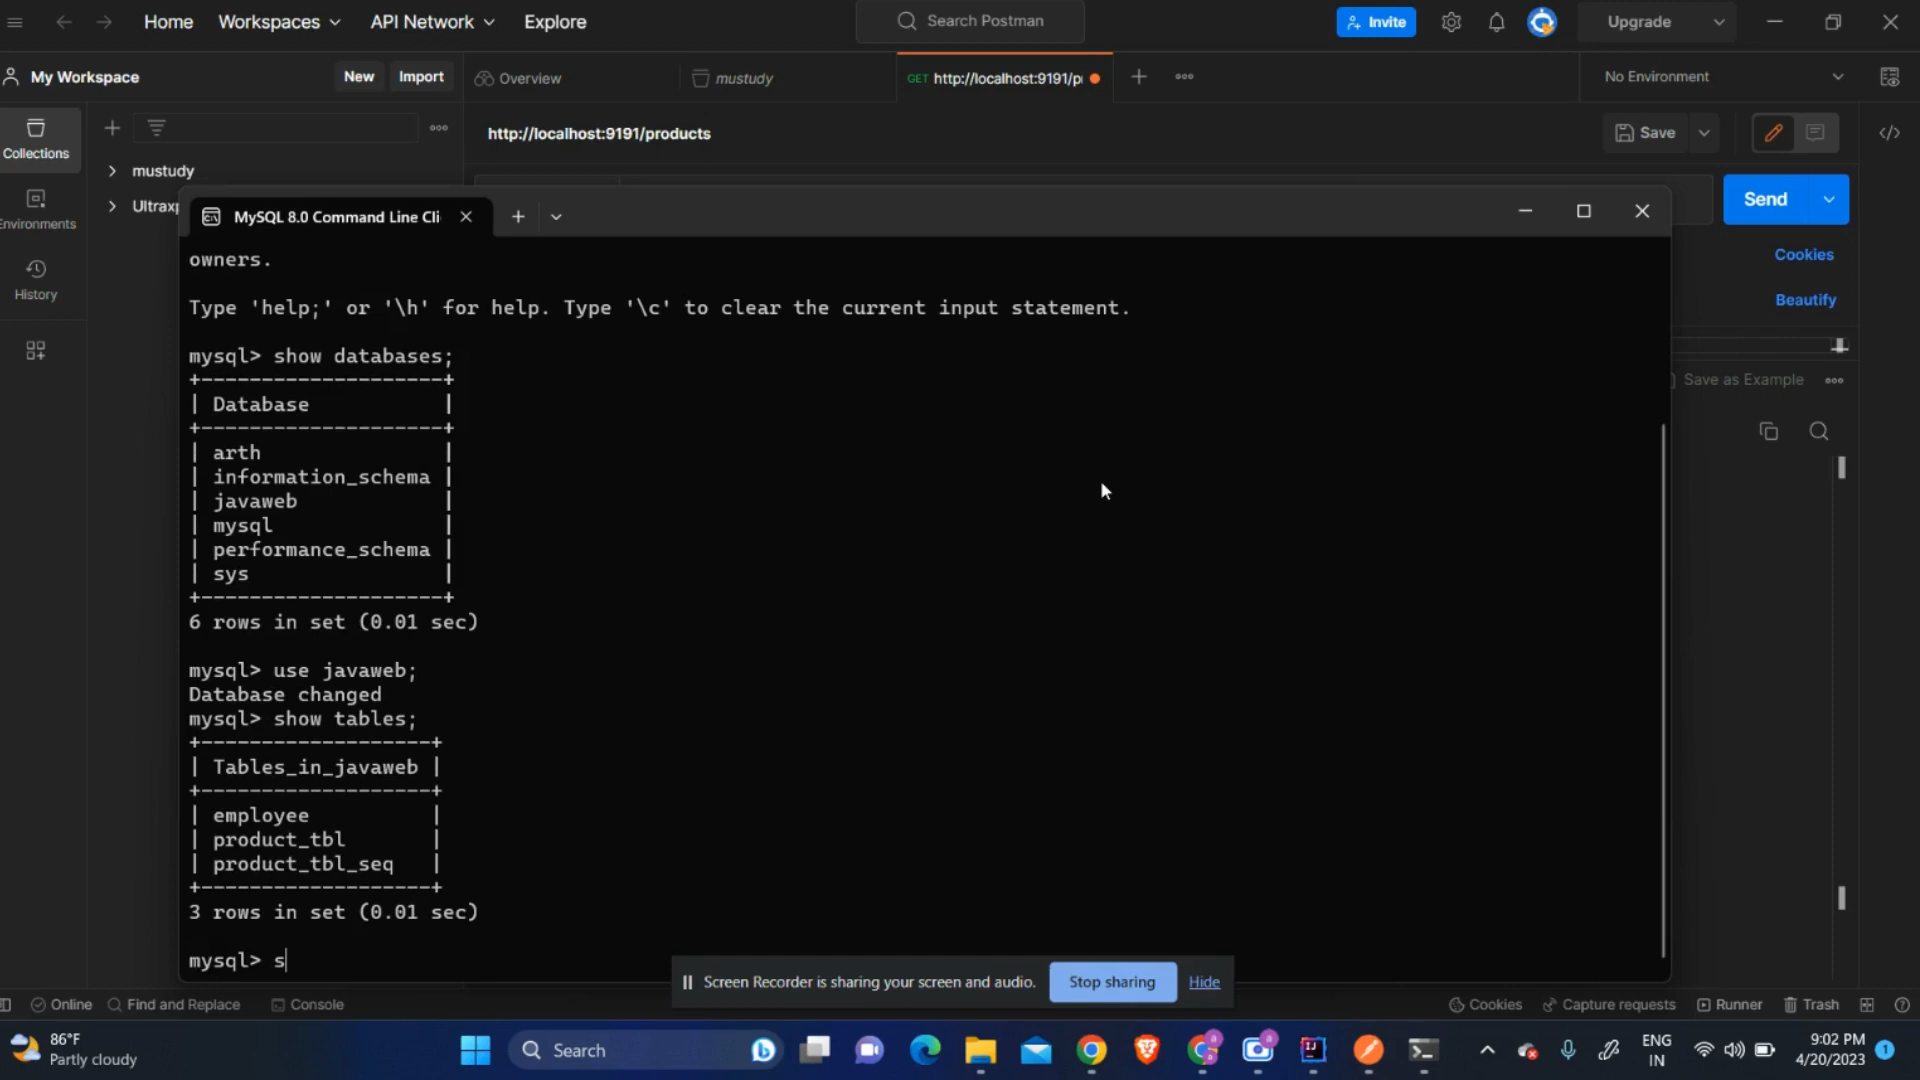 Home Workspaces API Network Explore Search Postman Invite Upgrade
My Workspace New Import Overview mustudy GET http://localhost:9191/p No Environment
Collections
http://localhost:9191/products Save
mustudy
Environments
History
Send
Cookies
Beautify
Save as Example
MySQL 8.0 Command Line Cli
owners.
Type 'help;' or '\h' for help. Type '\c' to clear the current input statement.
mysql> show databases;
+--------------------+
| Database           |
+--------------------+
| arth               |
| information_schema |
| javaweb            |
| mysql              |
| performance_schema |
| sys                |
+--------------------+
6 rows in set (0.01 sec)
mysql> use javaweb;
Database changed
mysql> show tables;
+-------------------+
| Tables_in_javaweb |
+-------------------+
| employee          |
| product_tbl       |
| product_tbl_seq   |
+-------------------+
3 rows in set (0.01 sec)
mysql> s
Screen Recorder is sharing your screen and audio. Stop sharing Hide
Online Find and Replace Console Cookies Capture requests Runner Trash
86°F
Partly cloudy
Search
ENG
IN
9:02 PM
4/20/2023
1